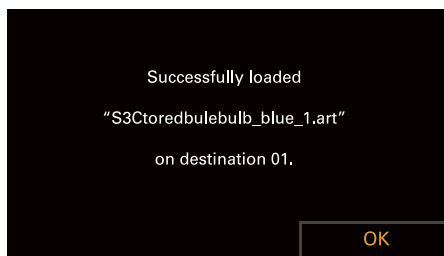 Successfully loaded
“S3Ctoredbulebulb_blue_1.art”
on destination 01.
OK